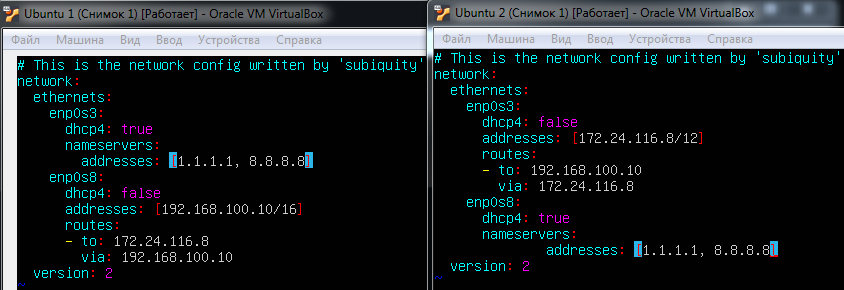 Ubuntu 1 (Снимок 1) [Работает] - Oracle VM VirtualBox
Файл Машина Вид Ввод Устройства Справка
# This is the network config written by 'subiquity'
network:
  ethernets:
    enp0s3:
      dhcp4: true
      nameservers:
        addresses: [1.1.1.1, 8.8.8.8]
    enp0s8:
      dhcp4: false
      addresses: [192.168.100.10/16]
      routes:
      - to: 172.24.116.8
        via: 192.168.100.10
  version: 2
~
Ubuntu 2 (Снимок 1) [Работает] - Oracle VM VirtualBox
Файл Машина Вид Ввод Устройства Справка
# This is the network config written by 'subiquity'
network:
  ethernets:
    enp0s3:
      dhcp4: false
      addresses: [172.24.116.8/12]
      routes:
      - to: 192.168.100.10
        via: 172.24.116.8
    enp0s8:
      dhcp4: true
      nameservers:
              addresses: [1.1.1.1, 8.8.8.8]
  version: 2
~